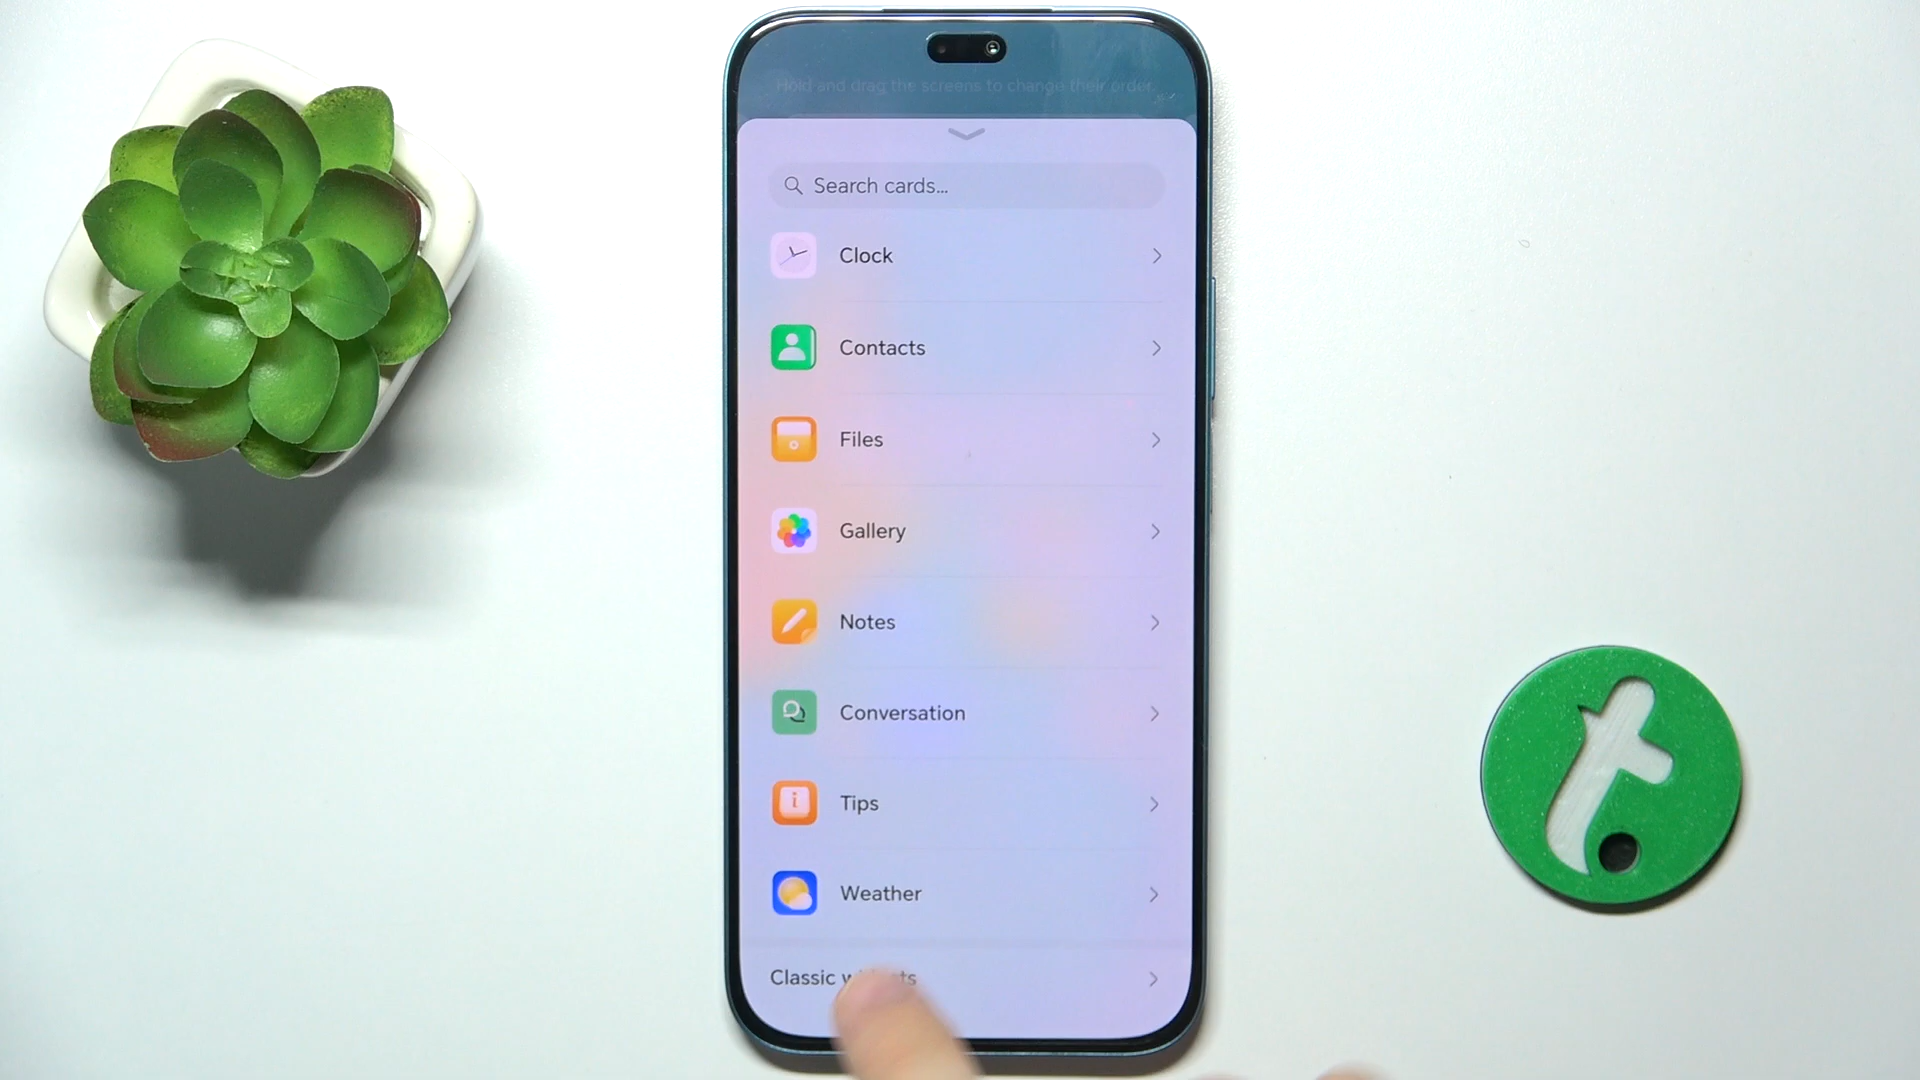 Hold and drag the screens to change their order.
Search cards...
Clock
Contacts
Files
Gallery
Notes
Conversation
Tips
Weather
Classic